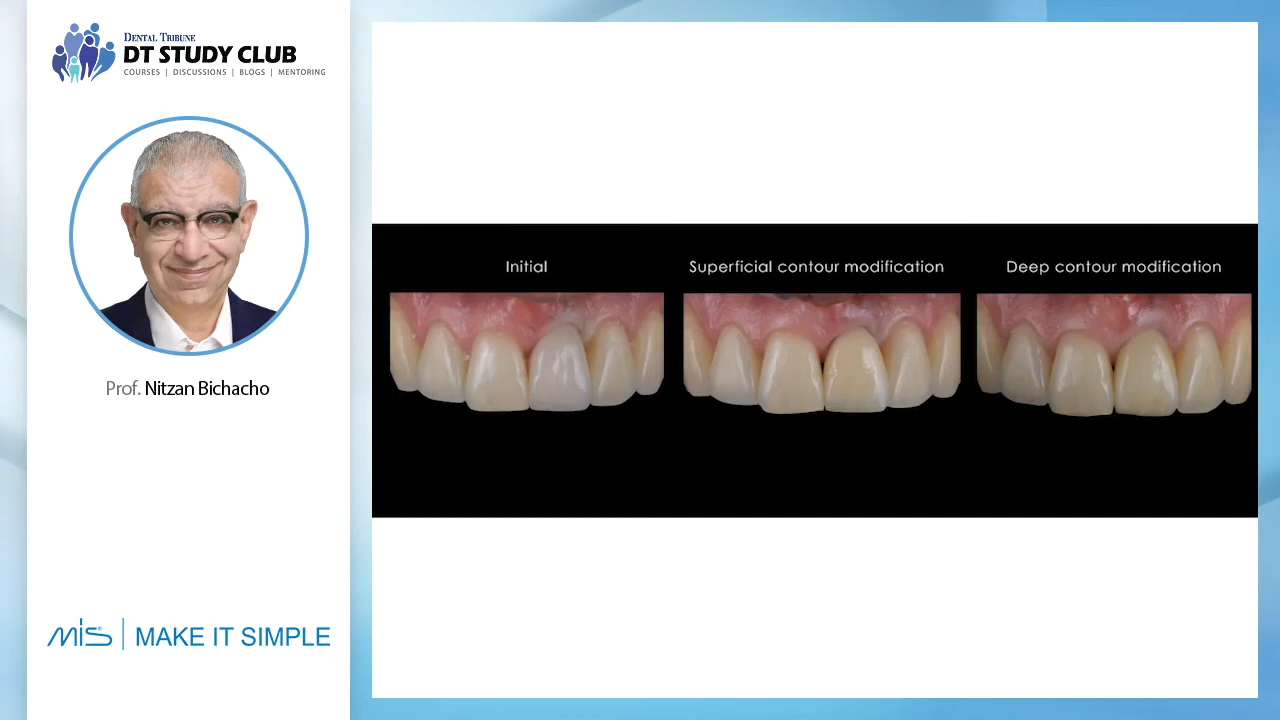 DENTAL TRIBUNE
DT STUDY CLUB
COURSES | DISCUSSIONS | BLOGS | MENTORING
Prof. Nitzan Bichacho
MIS® | MAKE IT SIMPLE
Initial
Superficial contour modification
Deep contour modification